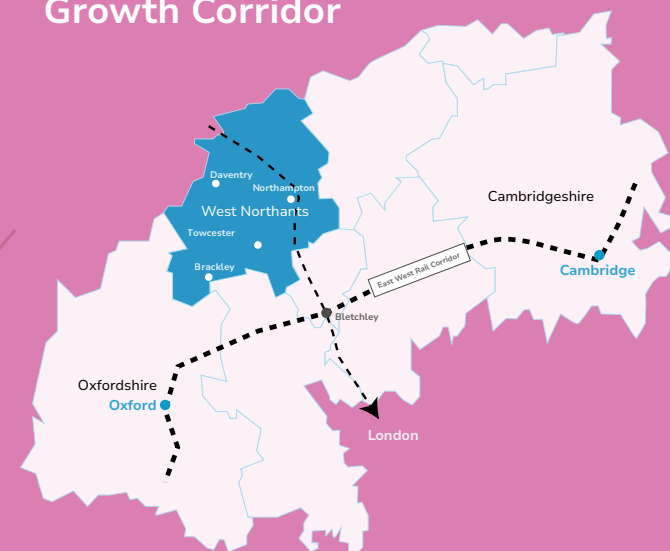 Growth Corridor
Daventry
Northampton
West Northants
Towcester
Brackley
Cambridgeshire
East West Rail Corridor
Cambridge
Bletchley
Oxfordshire
Oxford
London